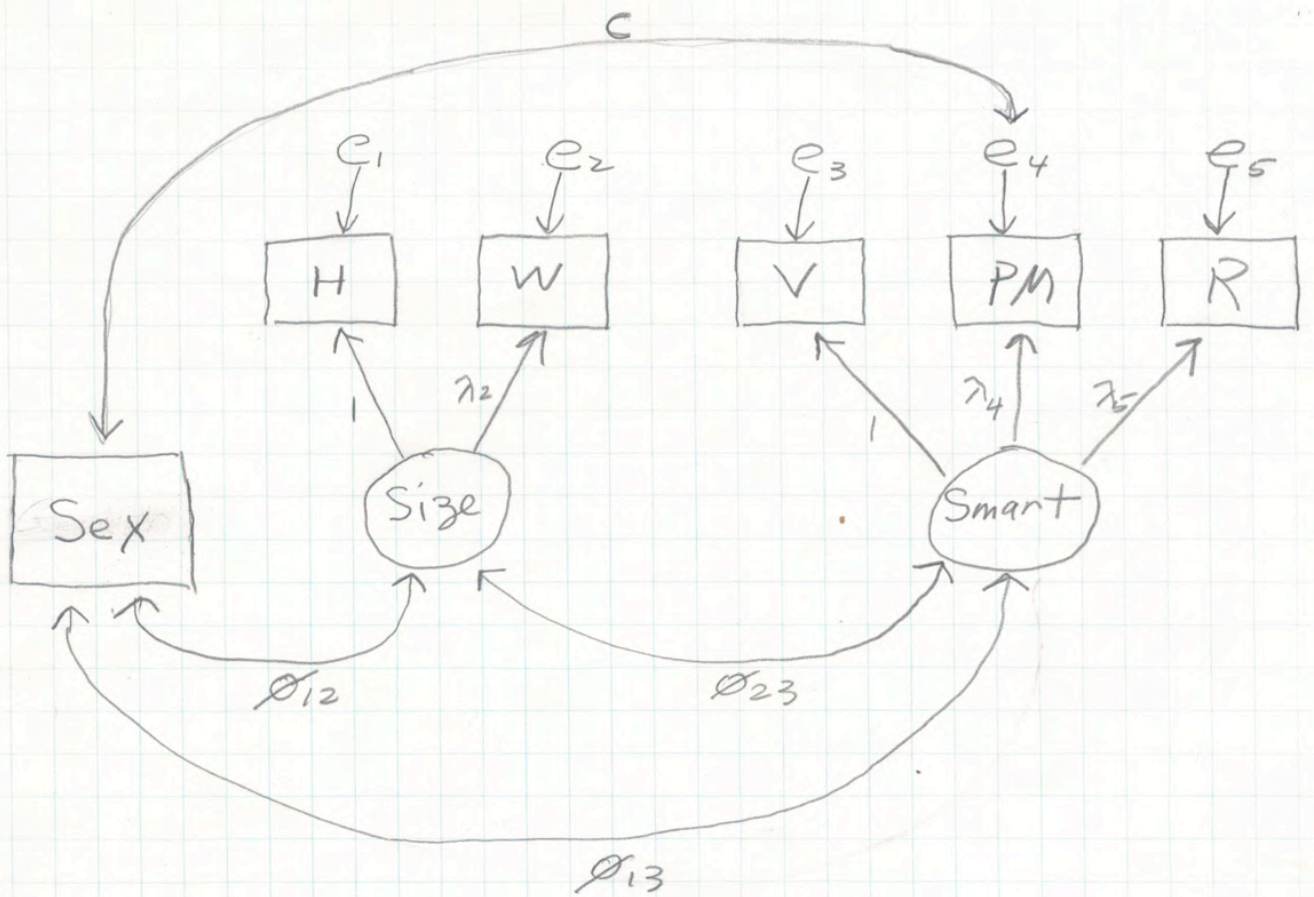 c
e₁ e₂ e₃ e₄ e₅
H W V PM R
1 λ₂ 1 λ₄ λ₅
Sex Size Smart
ø₁₂ ø₂₃
ø₁₃